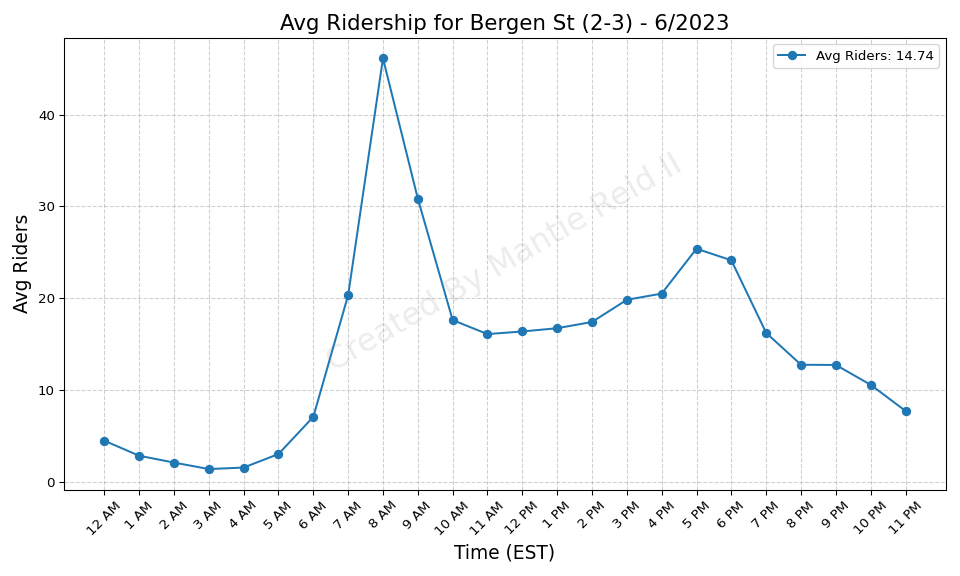 Avg Ridership for Bergen St (2-3) - 6/2023
Avg Riders: 14.74
Avg Riders
40
30
20
10
0
Created By Mantie Reid II
12 AM
1 AM
2 AM
3 AM
4 AM
5 AM
6 AM
7 AM
8 AM
9 AM
10 AM
11 AM
12 PM
1 PM
2 PM
3 PM
4 PM
5 PM
6 PM
7 PM
8 PM
9 PM
10 PM
11 PM
Time (EST)